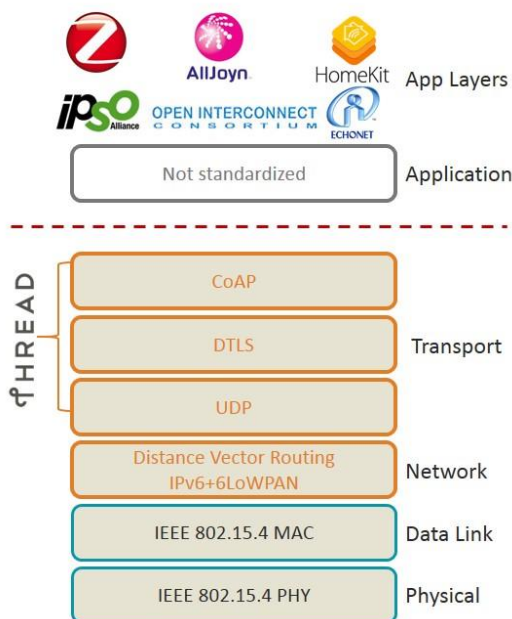 Z
AllJoyn.
HomeKit
App Layers
ipso
Alliance
OPEN INTERCONNECT
CONSORTIUM
ECHONET
Not standardized
Application
THREAD
CoAP
DTLS
Transport
UDP
Distance Vector Routing
IPv6+6LoWPAN
Network
IEEE 802.15.4 MAC
Data Link
IEEE 802.15.4 PHY
Physical